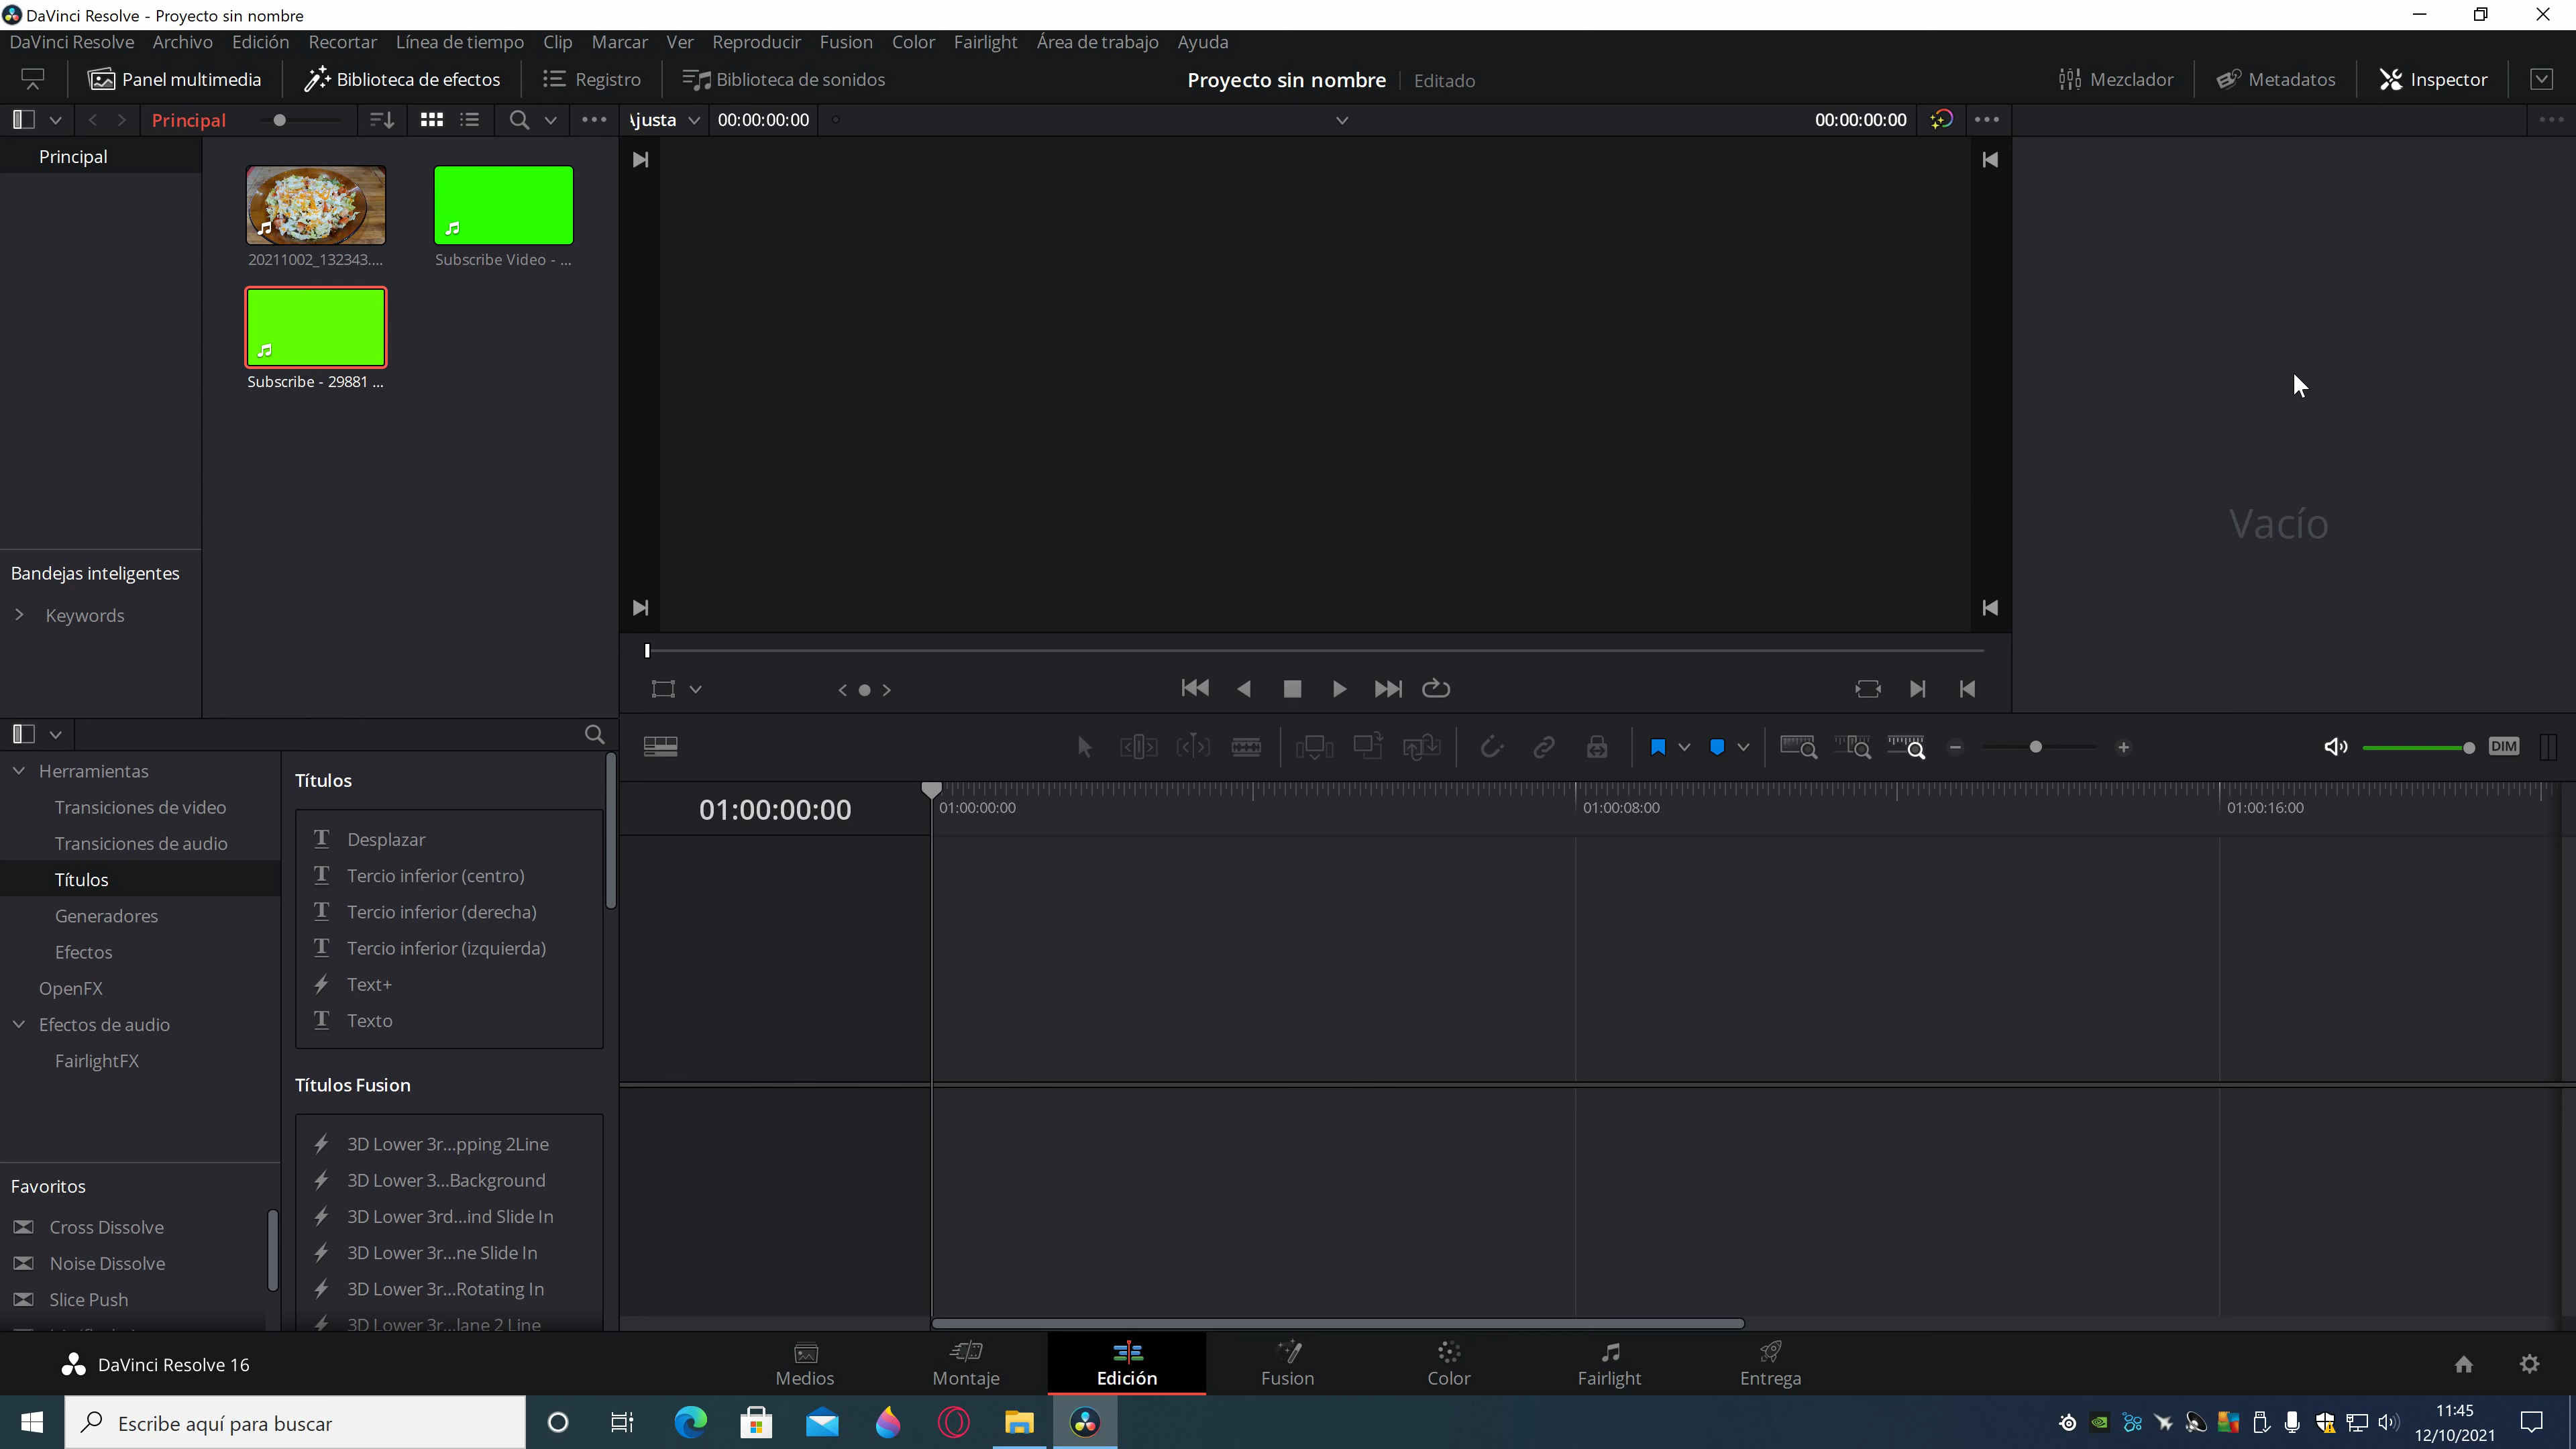 DaVinci Resolve - Proyecto sin nombre
DaVinci Resolve Archivo Edición Recortar Línea de tiempo Clip Marcar Ver Reproducir Fusion Color Fairlight Área de trabajo Ayuda
Panel multimedia Biblioteca de efectos Registro Biblioteca de sonidos Proyecto sin nombre Editado Mezclador Metadatos Inspector
Principal 00:00:00:00 00:00:00:00
Principal
20211002_132343.... Subscribe Video - ...
Subscribe - 29881 ...
Vacío
Bandejas inteligentes
Keywords
DIM
Herramientas
Transiciones de video
Transiciones de audio
Títulos
Generadores
Efectos
OpenFX
Efectos de audio
FairlightFX
Favoritos
Cross Dissolve
Noise Dissolve
Slice Push
Títulos
Desplazar
Tercio inferior (centro)
Tercio inferior (derecha)
Tercio inferior (izquierda)
Text+
Texto
Títulos Fusion
3D Lower 3r...pping 2Line
3D Lower 3...Background
3D Lower 3rd...ind Slide In
3D Lower 3r...ne Slide In
3D Lower 3r...Rotating In
3D Lower 3r...lane 2 Line
01:00:00:00
01:00:00:00 01:00:08:00 01:00:16:00
DaVinci Resolve 16 Medios Montaje Edición Fusion Color Fairlight Entrega
Escribe aquí para buscar
11:45
12/10/2021